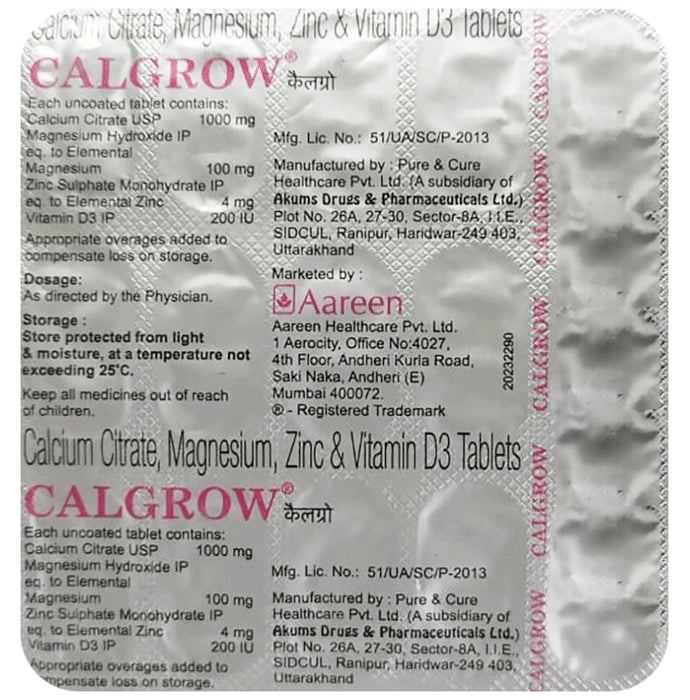 Calcium Citrate, Magnesium, Zinc & Vitamin D3 Tablets
CALGROW® कैलग्रो
Each uncoated tablet contains:
Calcium Citrate USP 1000 mg
Magnesium Hydroxide IP
eq. to Elemental
Magnesium 100 mg
Zinc Sulphate Monohydrate IP
eq. to Elemental Zinc 4 mg
Vitamin D3 IP 200 IU
Appropriate overages added to
compensate loss on storage.
Dosage:
As directed by the Physician.
Storage :
Store protected from light
& moisture, at a temperature not
exceeding 25°C.
Keep all medicines out of reach
of children.
Mfg. Lic. No.: 51/UA/SC/P-2013
Manufactured by : Pure & Cure
Healthcare Pvt. Ltd. (A subsidiary of
Akums Drugs & Pharmaceuticals Ltd.)
Plot No. 26A, 27-30, Sector-8A, I.I.E.,
SIDCUL, Ranipur, Haridwar-249 403,
Uttarakhand
Marketed by :
Aareen
Aareen Healthcare Pvt. Ltd.
1 Aerocity, Office No:4027,
4th Floor, Andheri Kurla Road,
Saki Naka, Andheri (E)
Mumbai 400072.
® - Registered Trademark
20232290
Calcium Citrate, Magnesium, Zinc & Vitamin D3 Tablets
CALGROW® कैलग्रो
Each uncoated tablet contains:
Calcium Citrate USP 1000 mg
Magnesium Hydroxide IP
eq. to Elemental
Magnesium 100 mg
Zinc Sulphate Monohydrate IP
eq. to Elemental Zinc 4 mg
Vitamin D3 IP 200 IU
Appropriate overages added to
compensate loss on storage.
Mfg. Lic. No.: 51/UA/SC/P-2013
Manufactured by : Pure & Cure
Healthcare Pvt. Ltd. (A subsidiary of
Akums Drugs & Pharmaceuticals Ltd.)
Plot No. 26A, 27-30, Sector-8A, I.I.E.,
SIDCUL, Ranipur, Haridwar-249 403,
Uttarakhand
CALGROW
CALGROW
CALGROW
CALGROW
CALGROW